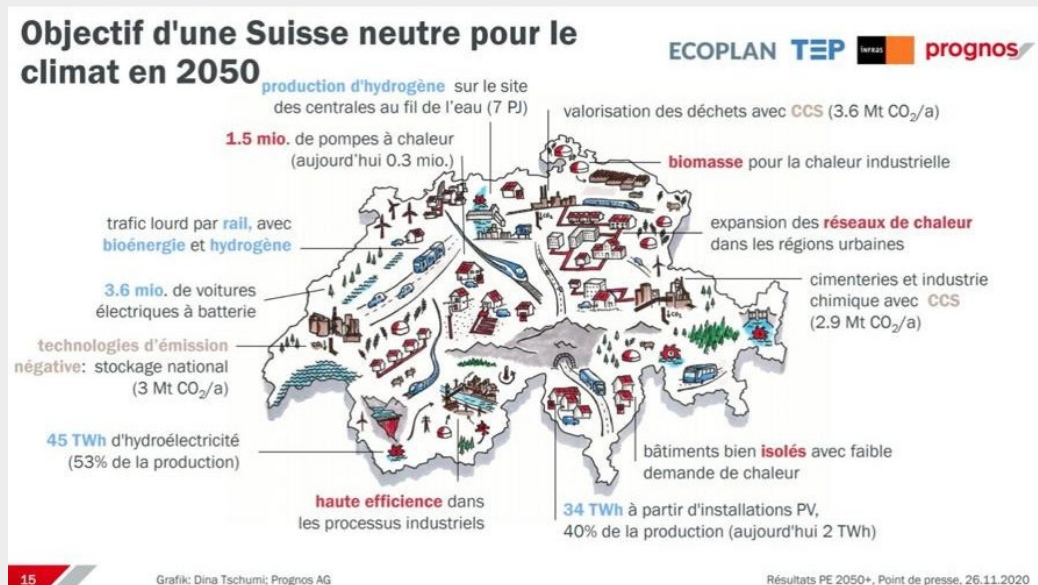 Objectif d'une Suisse neutre pour le
climat en 2050
ECOPLAN TEP infras prognos
production d'hydrogène sur le site
des centrales au fil de l'eau (7 PJ)
valorisation des déchets avec CCS (3.6 Mt CO₂/a)
1.5 mio. de pompes à chaleur
(aujourd'hui 0.3 mio.)
biomasse pour la chaleur industrielle
trafic lourd par rail, avec
bioénergie et hydrogène
expansion des réseaux de chaleur
dans les régions urbaines
3.6 mio. de voitures
électriques à batterie
cimenteries et industrie
chimique avec CCS
(2.9 Mt CO₂/a)
technologies d'émission
négative: stockage national
(3 Mt CO₂/a)
45 TWh d'hydroélectricité
(53% de la production)
bâtiments bien isolés avec faible
demande de chaleur
haute efficience dans
les processus industriels
34 TWh à partir d'installations PV,
40% de la production (aujourd'hui 2 TWh)
15
Grafik: Dina Tschumi; Prognos AG
Résultats PE 2050+, Point de presse, 26.11.2020